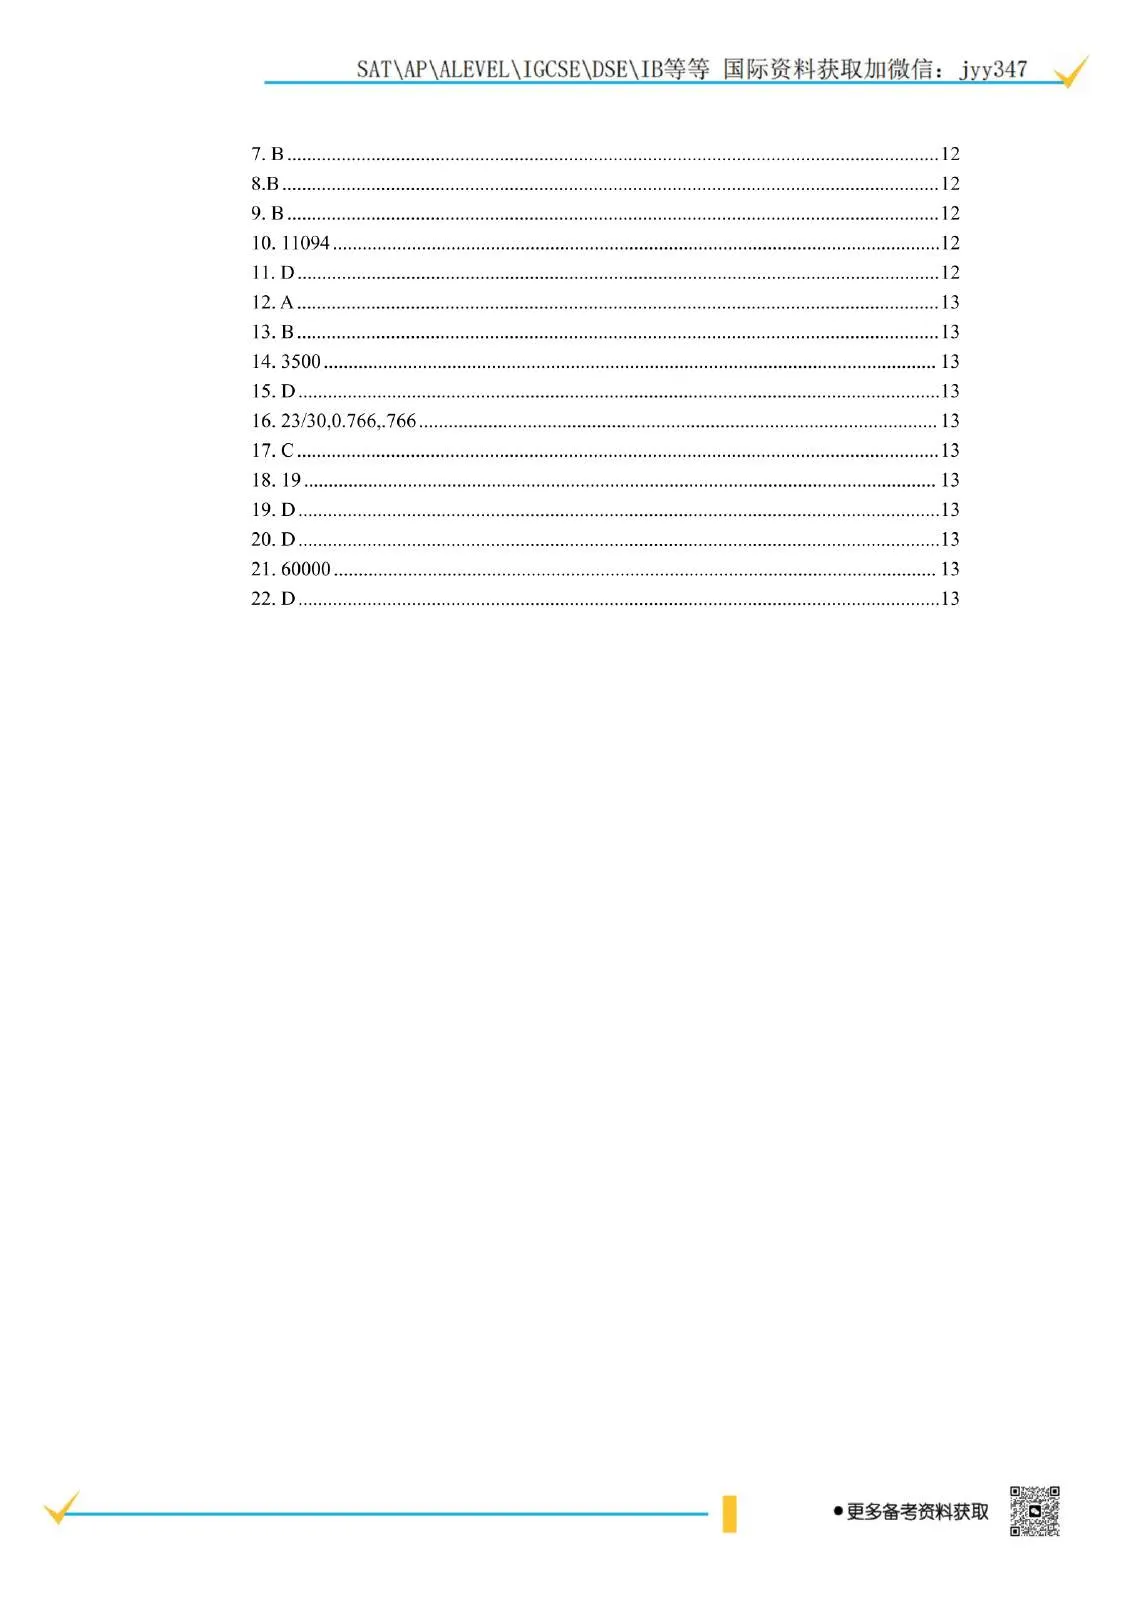 SAT\AP\ALEVEL\IGCSE\DSE\IB等等 国际资料获取加微信：jyy347
7. B 12
8.B 12
9. B 12
10. 11094 12
11. D 12
12. A 13
13. B 13
14. 3500 13
15. D 13
16. 23/30,0.766,.766 13
17. C 13
18. 19 13
19. D 13
20. D 13
21. 60000 13
22. D 13
●更多备考资料获取